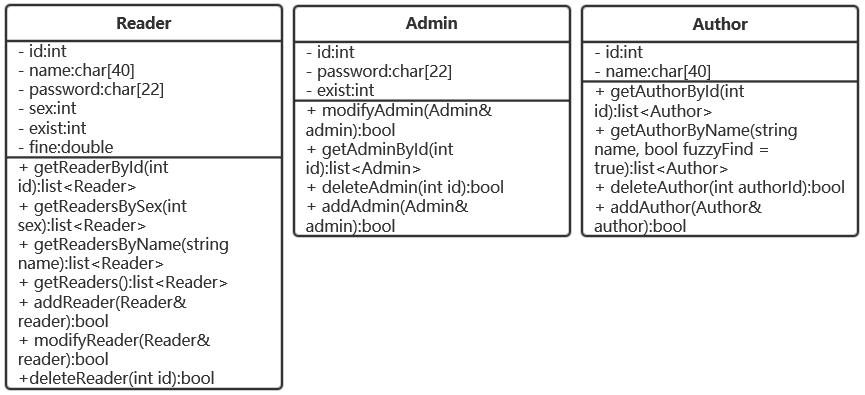 Reader
- id:int
- name:char[40]
- password:char[22]
- sex:int
- exist:int
- fine:double
+ getReaderById(int
id):list<Reader>
+ getReadersBySex(int
sex):list<Reader>
+ getReadersByName(string
name):list<Reader>
+ getReaders():list<Reader>
+ addReader(Reader&
reader):bool
+ modifyReader(Reader&
reader):bool
+deleteReader(int id):bool
Admin
- id:int
- password:char[22]
- exist:int
+ modifyAdmin(Admin&
admin):bool
+ getAdminById(int
id):list<Admin>
+ deleteAdmin(int id):bool
+ addAdmin(Admin&
admin):bool
Author
- id:int
- name:char[40]
+ getAuthorById(int
id):list<Author>
+ getAuthorByName(string
name, bool fuzzyFind =
true):list<Author>
+ deleteAuthor(int authorId):bool
+ addAuthor(Author&
author):bool